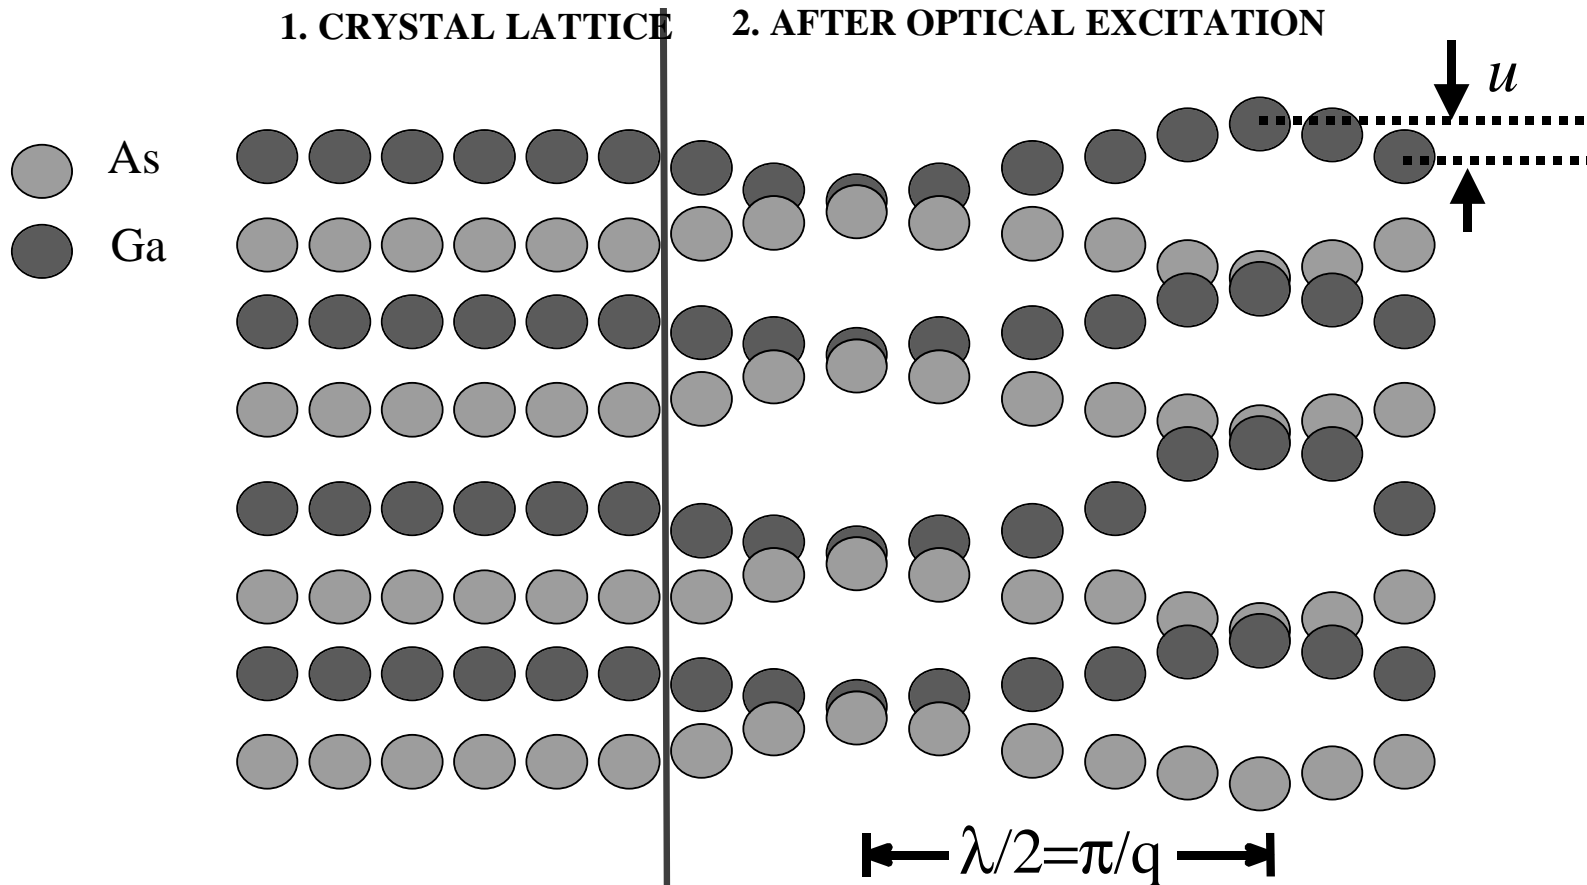 1. CRYSTAL LATTICE
2. AFTER OPTICAL EXCITATION
u
As
Ga
λ/2=π/q